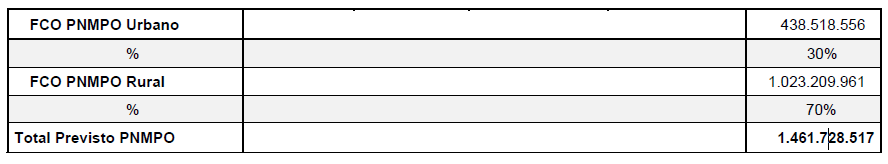 FCO PNMPO Urbano 438.518.556
% 30%
FCO PNMPO Rural 1.023.209.961
% 70%
Total Previsto PNMPO 1.461.728.517